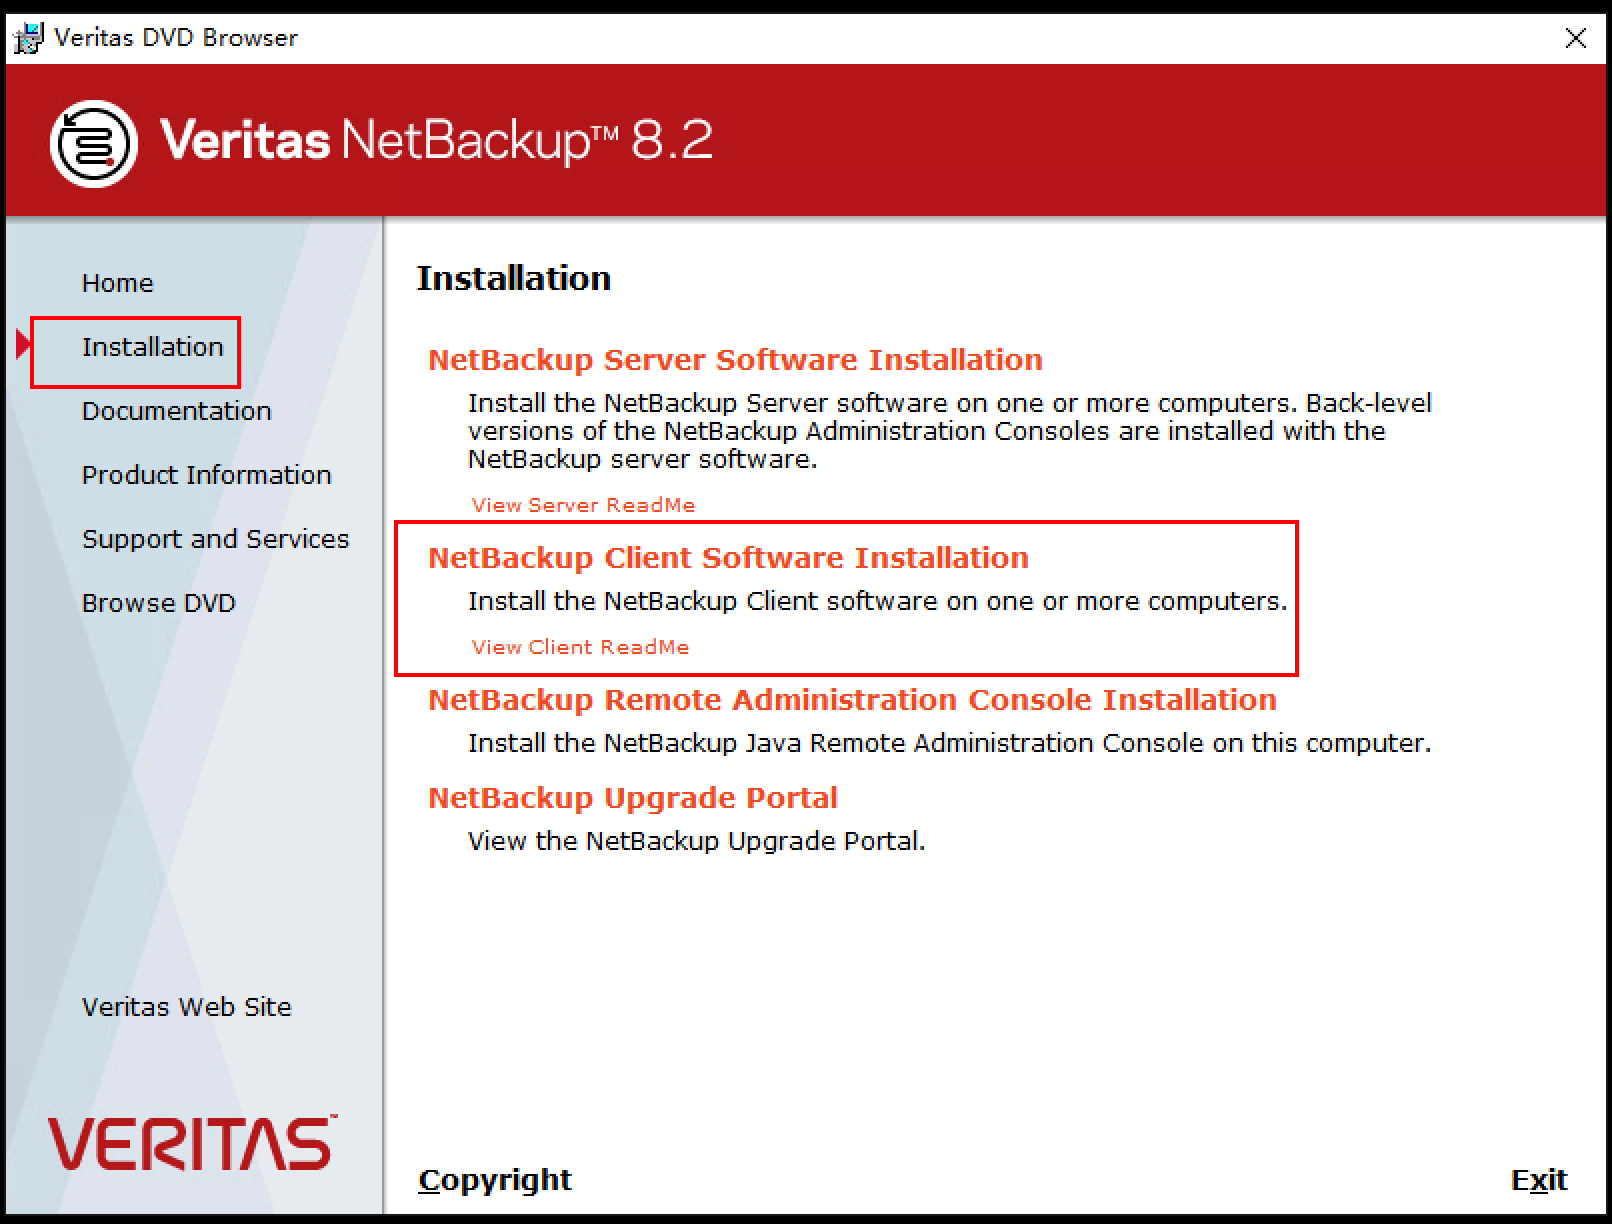 Veritas DVD Browser
Veritas NetBackup™ 8.2
Home
Installation
Documentation
Product Information
Support and Services
Browse DVD
Veritas Web Site
VERITAS™
Installation
NetBackup Server Software Installation
Install the NetBackup Server software on one or more computers. Back-level
versions of the NetBackup Administration Consoles are installed with the
NetBackup server software.
View Server ReadMe
NetBackup Client Software Installation
Install the NetBackup Client software on one or more computers.
View Client ReadMe
NetBackup Remote Administration Console Installation
Install the NetBackup Java Remote Administration Console on this computer.
NetBackup Upgrade Portal
View the NetBackup Upgrade Portal.
Copyright
Exit